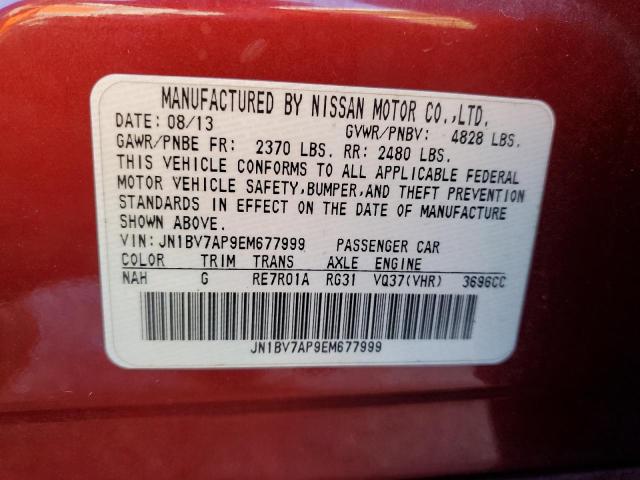 MANUFACTURED BY NISSAN MOTOR CO.,LTD.
DATE: 08/13 GVWR/PNBV: 4828 LBS.
GAWR/PNBE FR: 2370 LBS. RR: 2480 LBS.
THIS VEHICLE CONFORMS TO ALL APPLICABLE FEDERAL
MOTOR VEHICLE SAFETY,BUMPER,AND THEFT PREVENTION
STANDARDS IN EFFECT ON THE DATE OF MANUFACTURE
SHOWN ABOVE.
VIN:JN1BV7AP9EM677999 PASSENGER CAR
COLOR TRIM TRANS AXLE ENGINE
NAH G RE7R01A RG31 VQ37(VHR) 3696CC
JN1BV7AP9EM677999